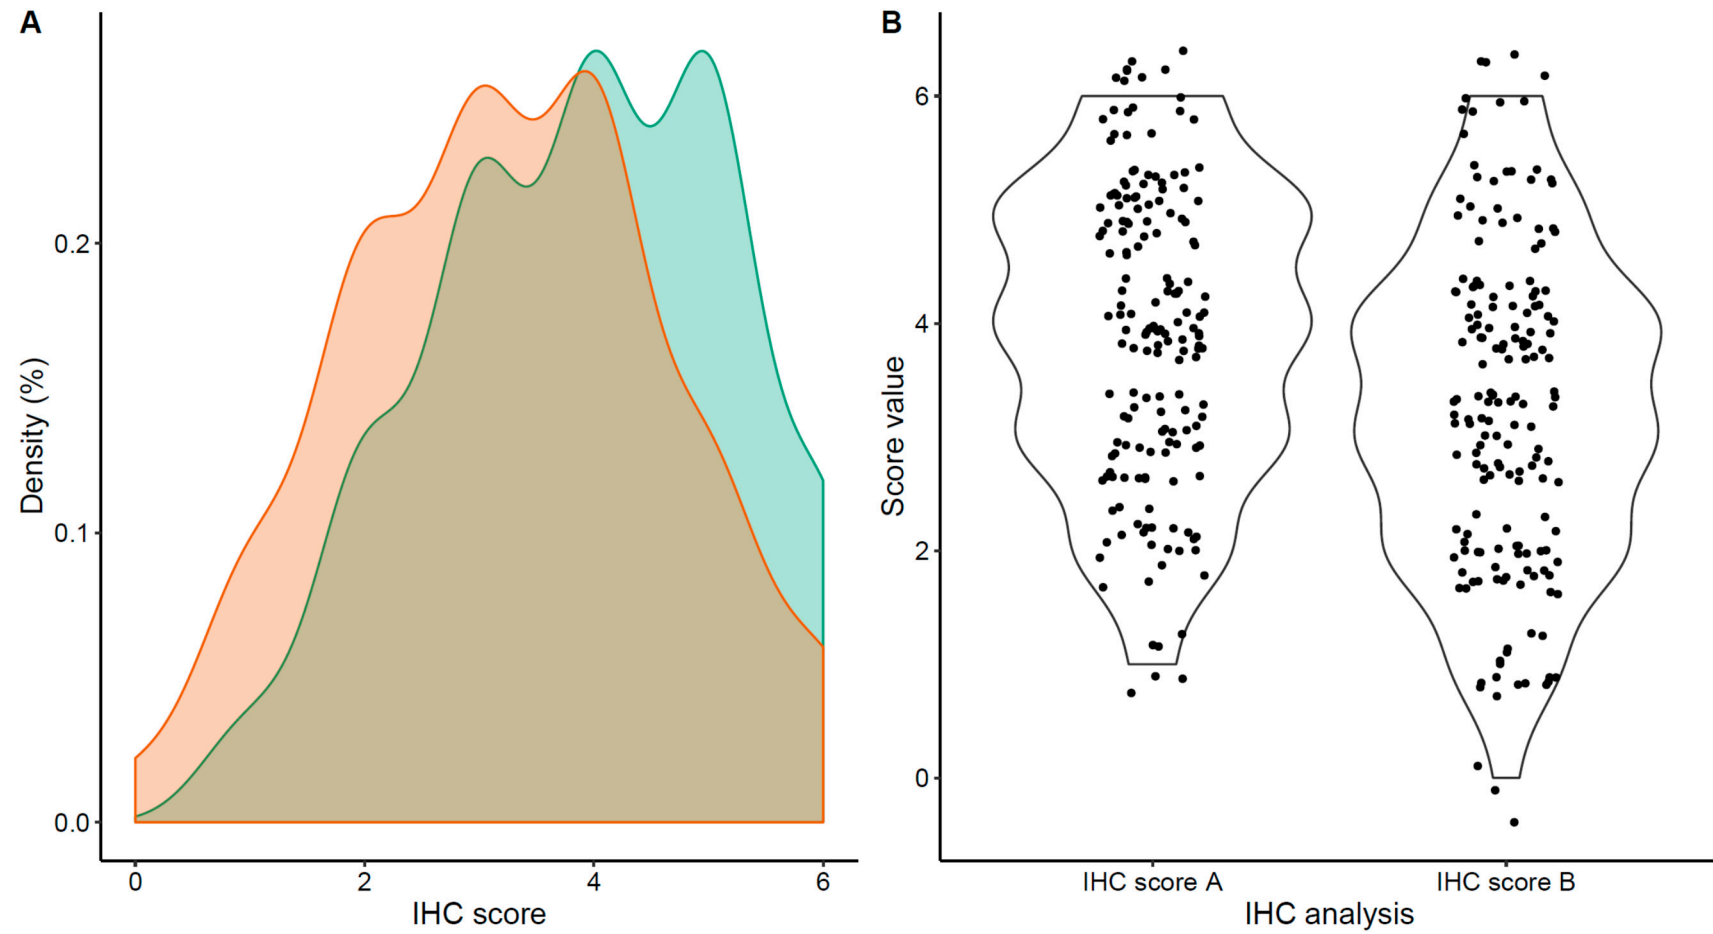 A
Density (%)
0.2
0.1
0.0
0 2 4 6
IHC score
B
Score value
6
4
2
0
IHC score A IHC score B
IHC analysis